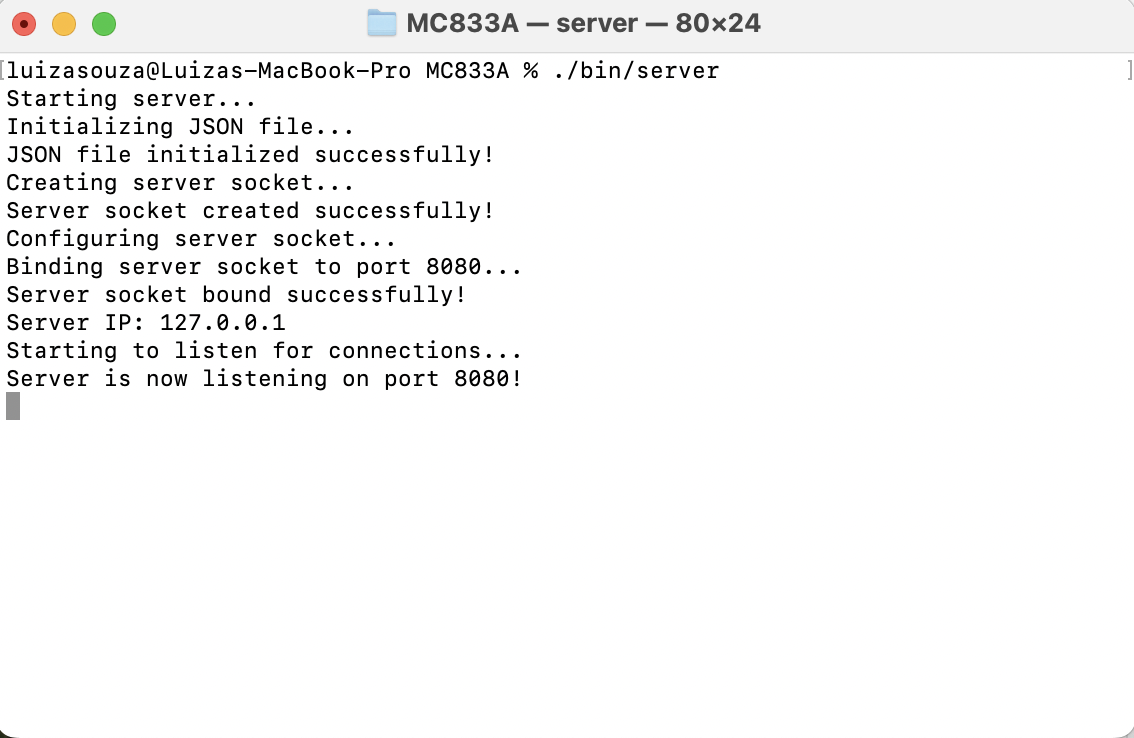 MC833A — server — 80×24
[luizasouza@Luizas-MacBook-Pro MC833A % ./bin/server ]
Starting server...
Initializing JSON file...
JSON file initialized successfully!
Creating server socket...
Server socket created successfully!
Configuring server socket...
Binding server socket to port 8080...
Server socket bound successfully!
Server IP: 127.0.0.1
Starting to listen for connections...
Server is now listening on port 8080!